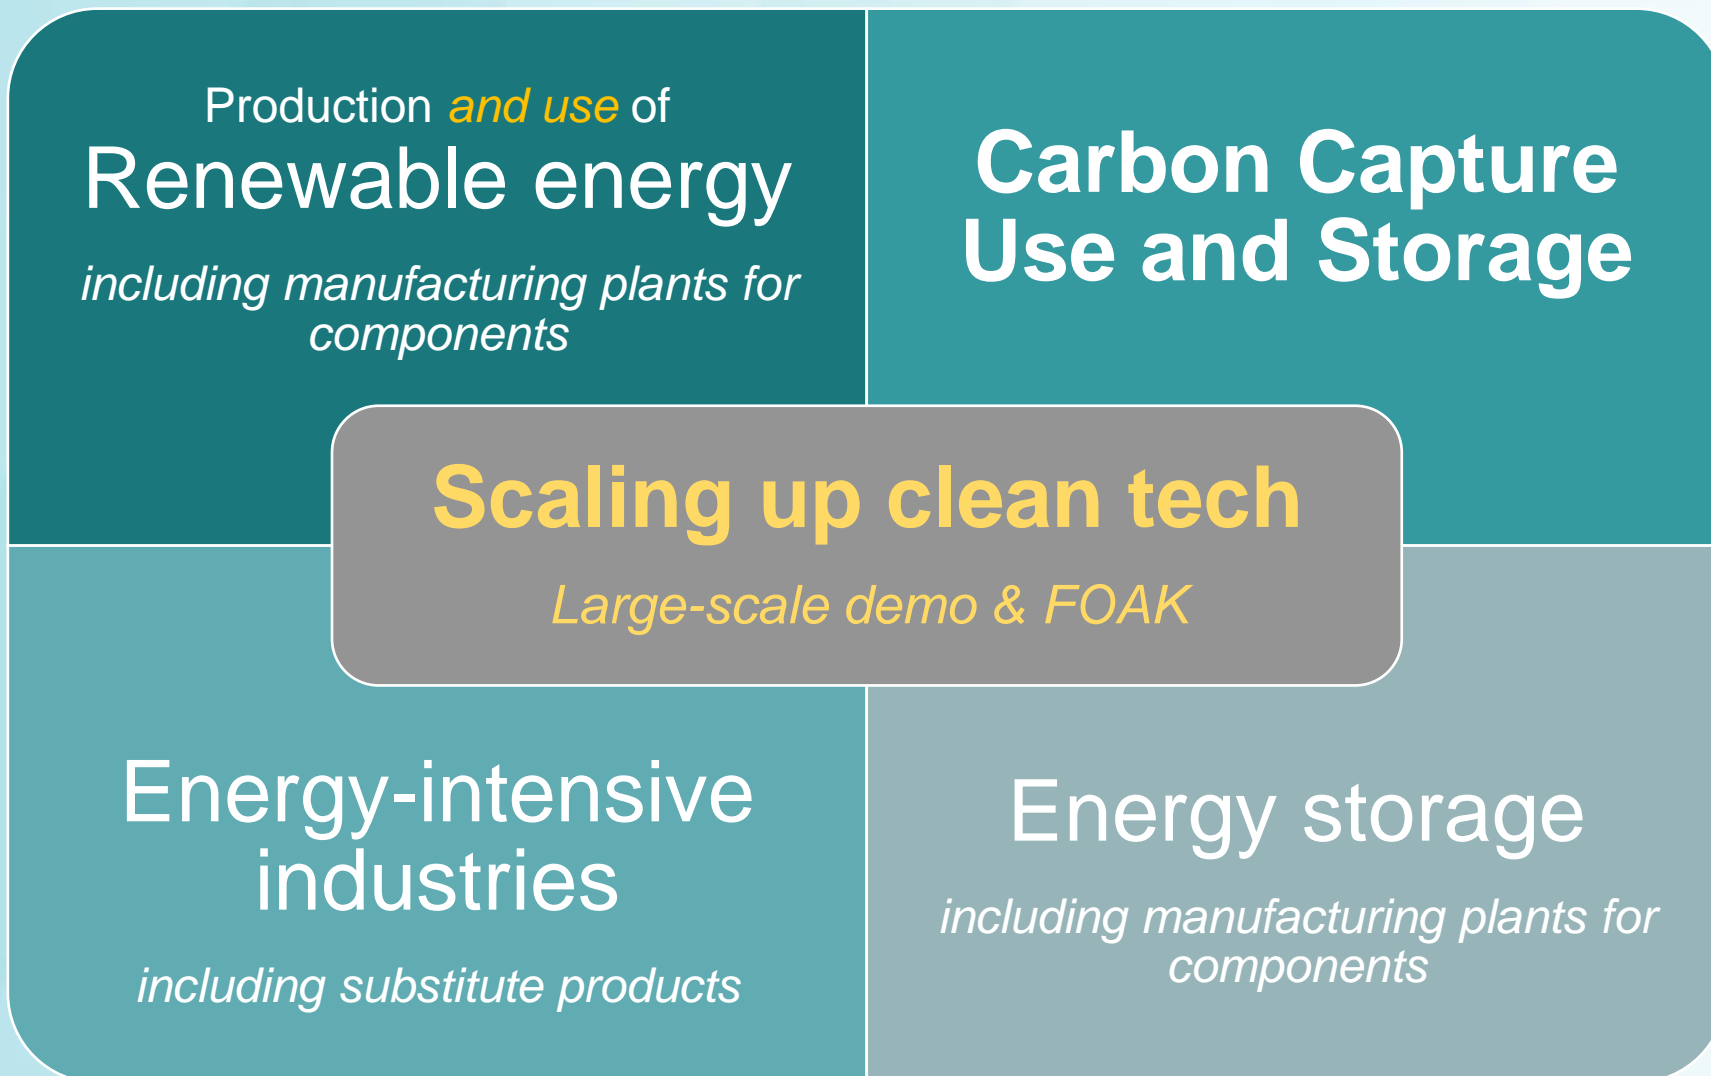 Production and use of
Renewable energy
including manufacturing plants for
components
Carbon Capture
Use and Storage
Scaling up clean tech
Large-scale demo & FOAK
Energy-intensive
industries
including substitute products
Energy storage
including manufacturing plants for
components